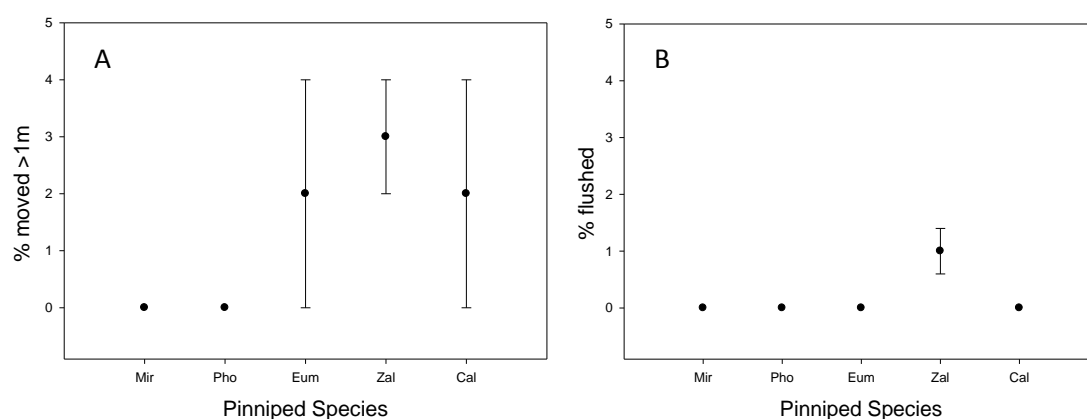 A
% moved >1m
5
4
3
2
1
0
Mir Pho Eum Zal Cal
Pinniped Species
B
% flushed
5
4
3
2
1
0
Mir Pho Eum Zal Cal
Pinniped Species